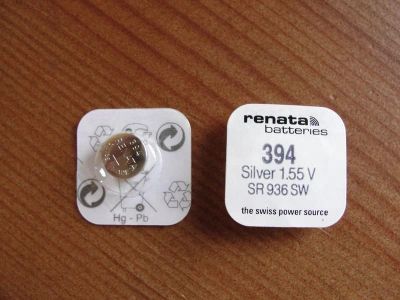 renata
batteries
394
Silver 1.55 V
SR 936 SW
the swiss power source
Hg - Pb